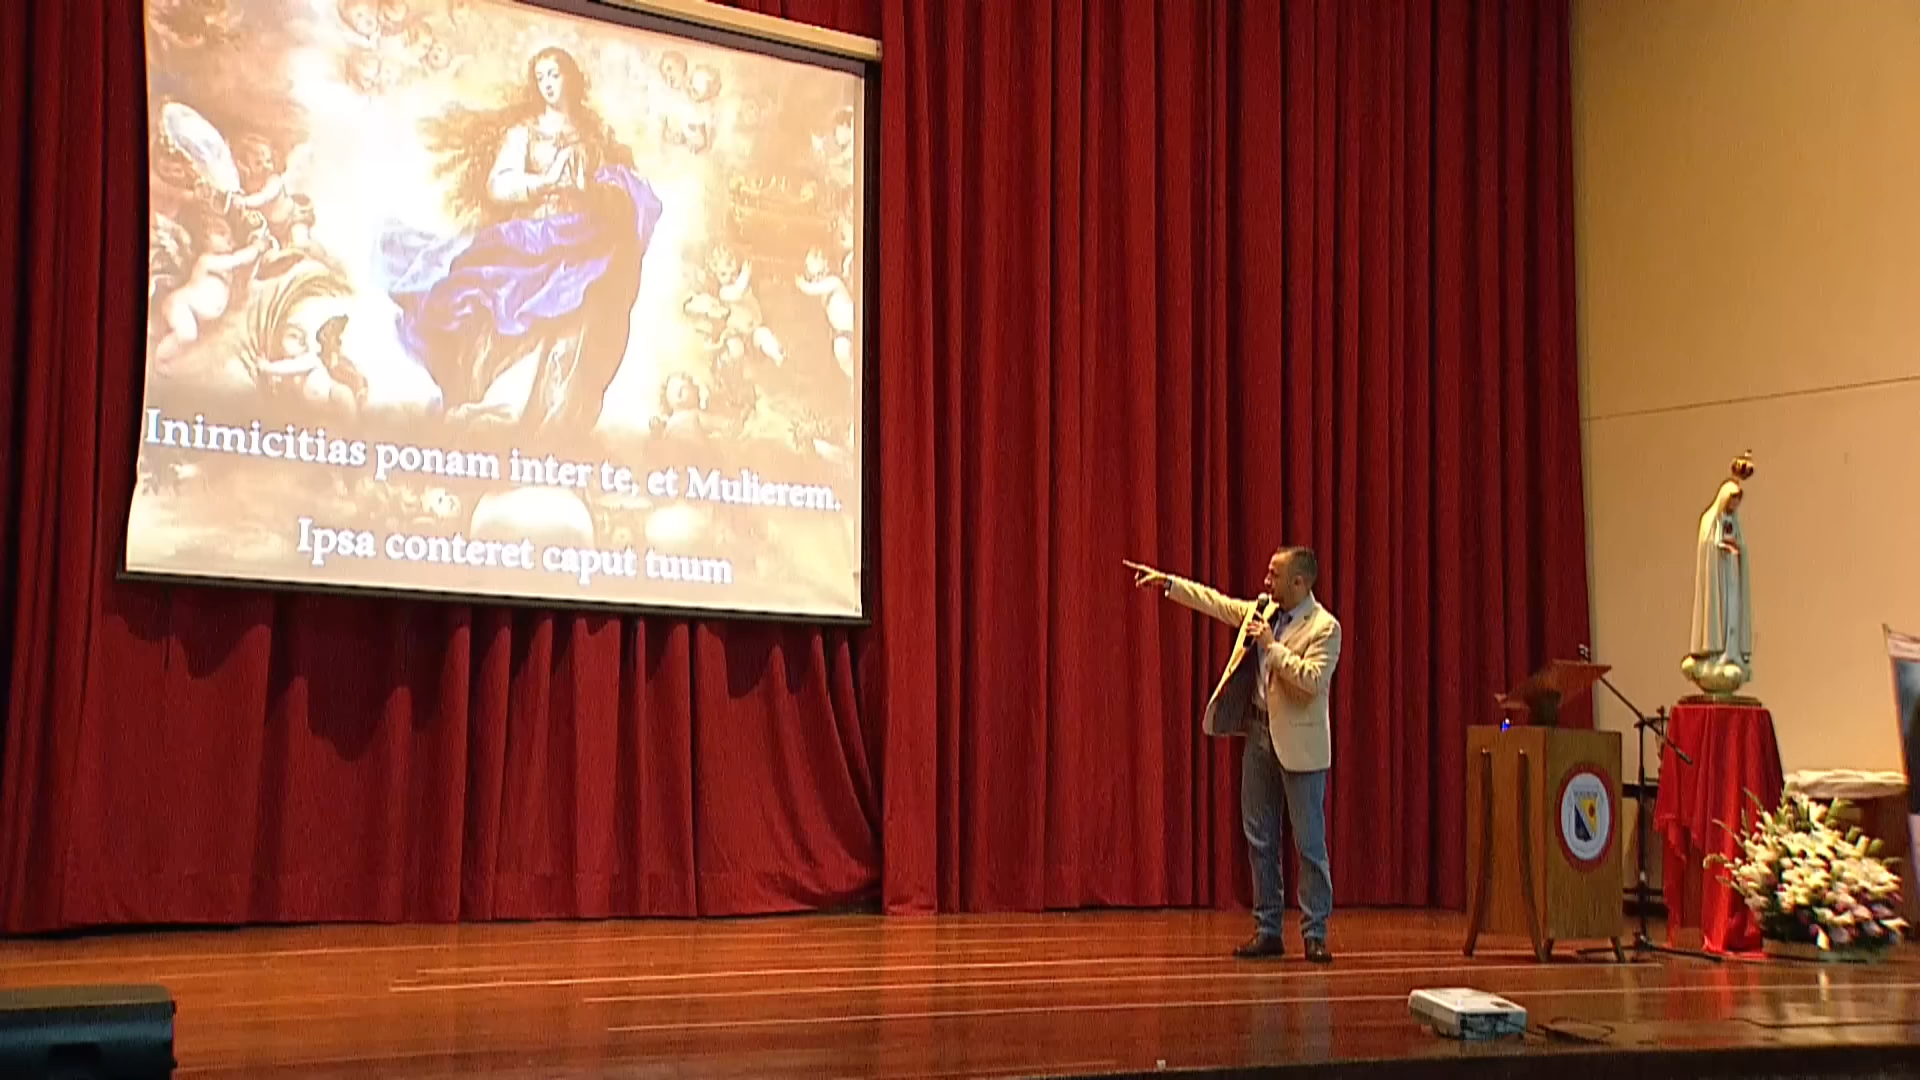 Inimicitias ponam inter te, et Mulierem.
Ipsa conteret caput tuum